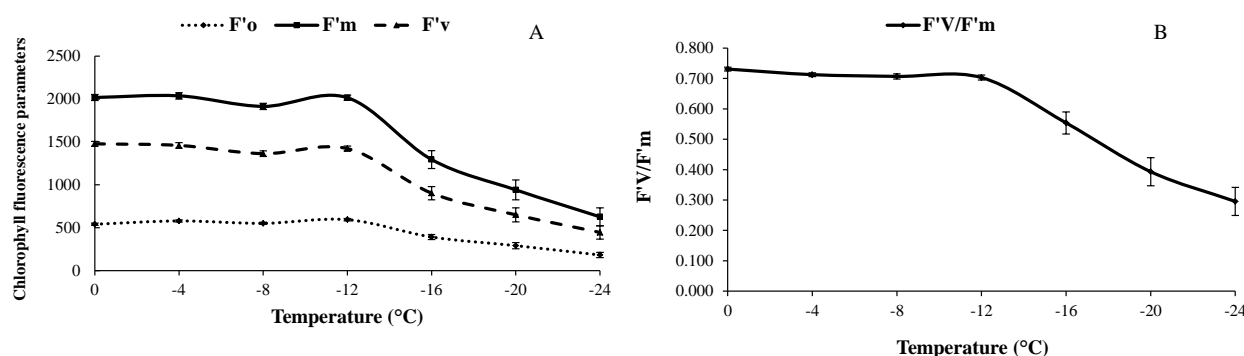 F'o F'm F'v A
Chlorophyll fluorescence parameters
2500
2000
1500
1000
500
0
0 -4 -8 -12 -16 -20 -24
Temperature (°C)
F'V/F'm B
F'V/F'm
0.800
0.700
0.600
0.500
0.400
0.300
0.200
0.100
0.000
0 -4 -8 -12 -16 -20 -24
Temperature (°C)